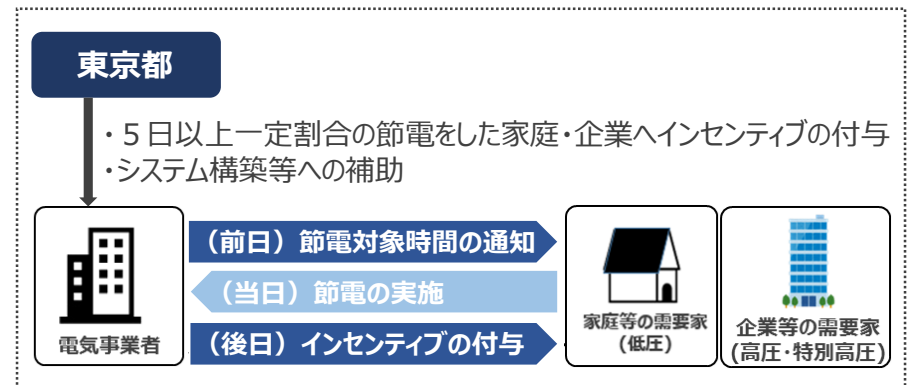 東京都
・５日以上一定割合の節電をした家庭・企業へインセンティブの付与
・システム構築等への補助
（前日）節電対象時間の通知
（当日）節電の実施
（後日）インセンティブの付与
電気事業者
家庭等の需要家
(低圧)
企業等の需要家
(高圧・特別高圧)